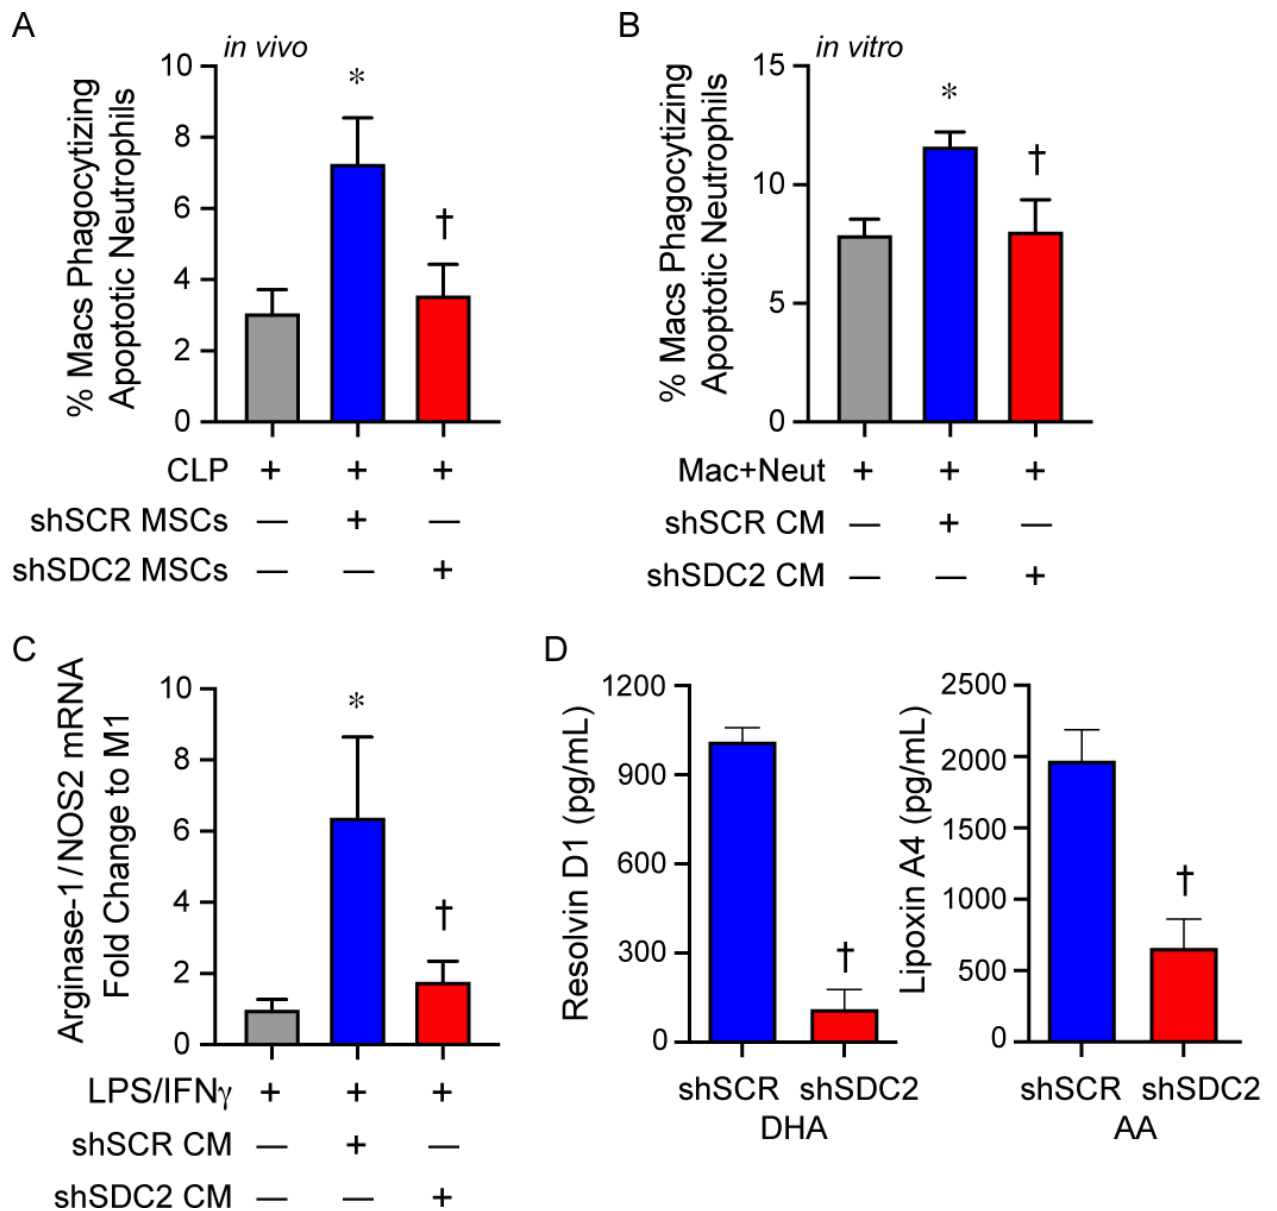 A
in vivo
% Macs Phagocytizing
Apoptotic Neutrophils
10
8
6
4
2
0
*
†
CLP + + +
shSCR MSCs — + —
shSDC2 MSCs — — +
B
in vitro
% Macs Phagocytizing
Apoptotic Neutrophils
15
10
5
0
*
†
Mac+Neut + + +
shSCR CM — + —
shSDC2 CM — — +
C
Arginase-1/NOS2 mRNA
Fold Change to M1
10
8
6
4
2
0
*
†
LPS/IFNγ + + +
shSCR CM — + —
shSDC2 CM — — +
D
Resolvin D1 (pg/mL)
1200
900
600
300
0
†
shSCR shSDC2
DHA
Lipoxin A4 (pg/mL)
2500
2000
1500
1000
500
0
†
shSCR shSDC2
AA